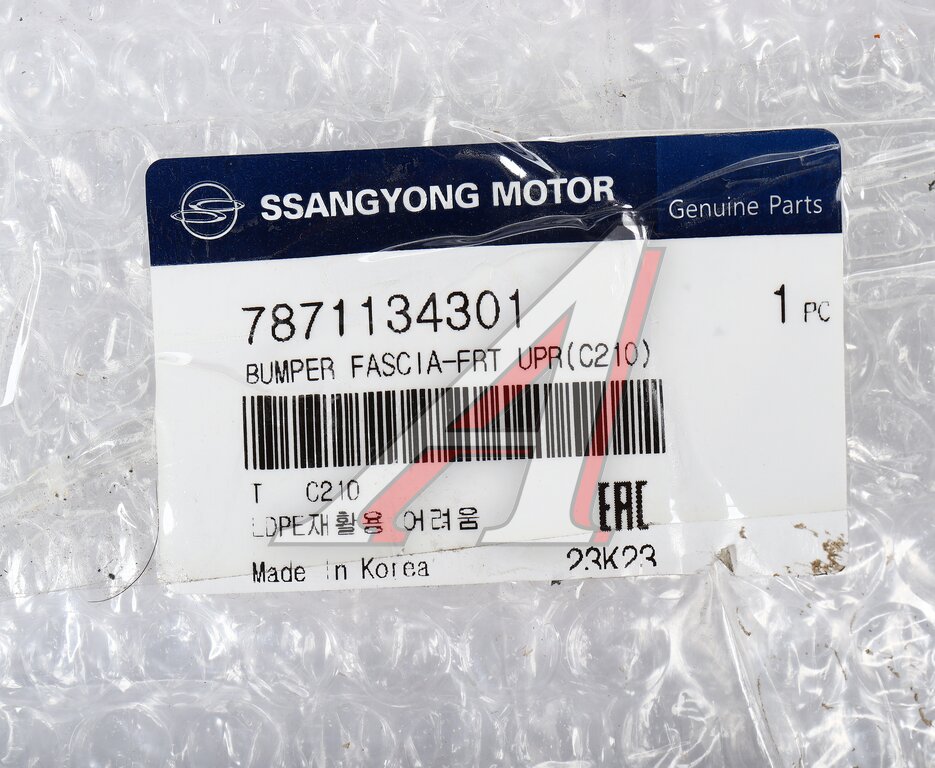 SSANGYONG MOTOR Genuine Parts
7871134301 1 PC
BUMPER FASCIA-FRT UPR(C210)
T C210
LDPE재활용 어려움 EAC
Made in Korea 23K23